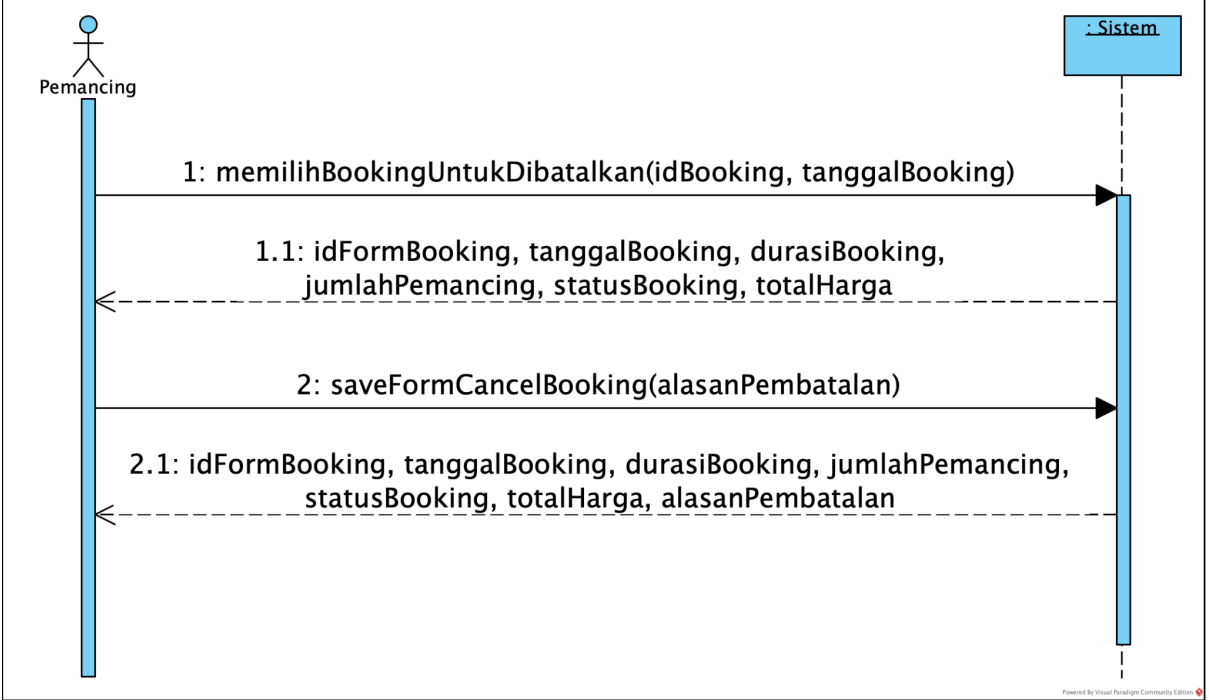 : Sistem
Pemancing
1: memilihBookingUntukDibatalkan(idBooking, tanggalBooking)
1.1: idFormBooking, tanggalBooking, durasiBooking,
jumlahPemancing, statusBooking, totalHarga
2: saveFormCancelBooking(alasanPembatalan)
2.1: idFormBooking, tanggalBooking, durasiBooking, jumlahPemancing,
statusBooking, totalHarga, alasanPembatalan
Powered By Visual Paradigm Community Edition